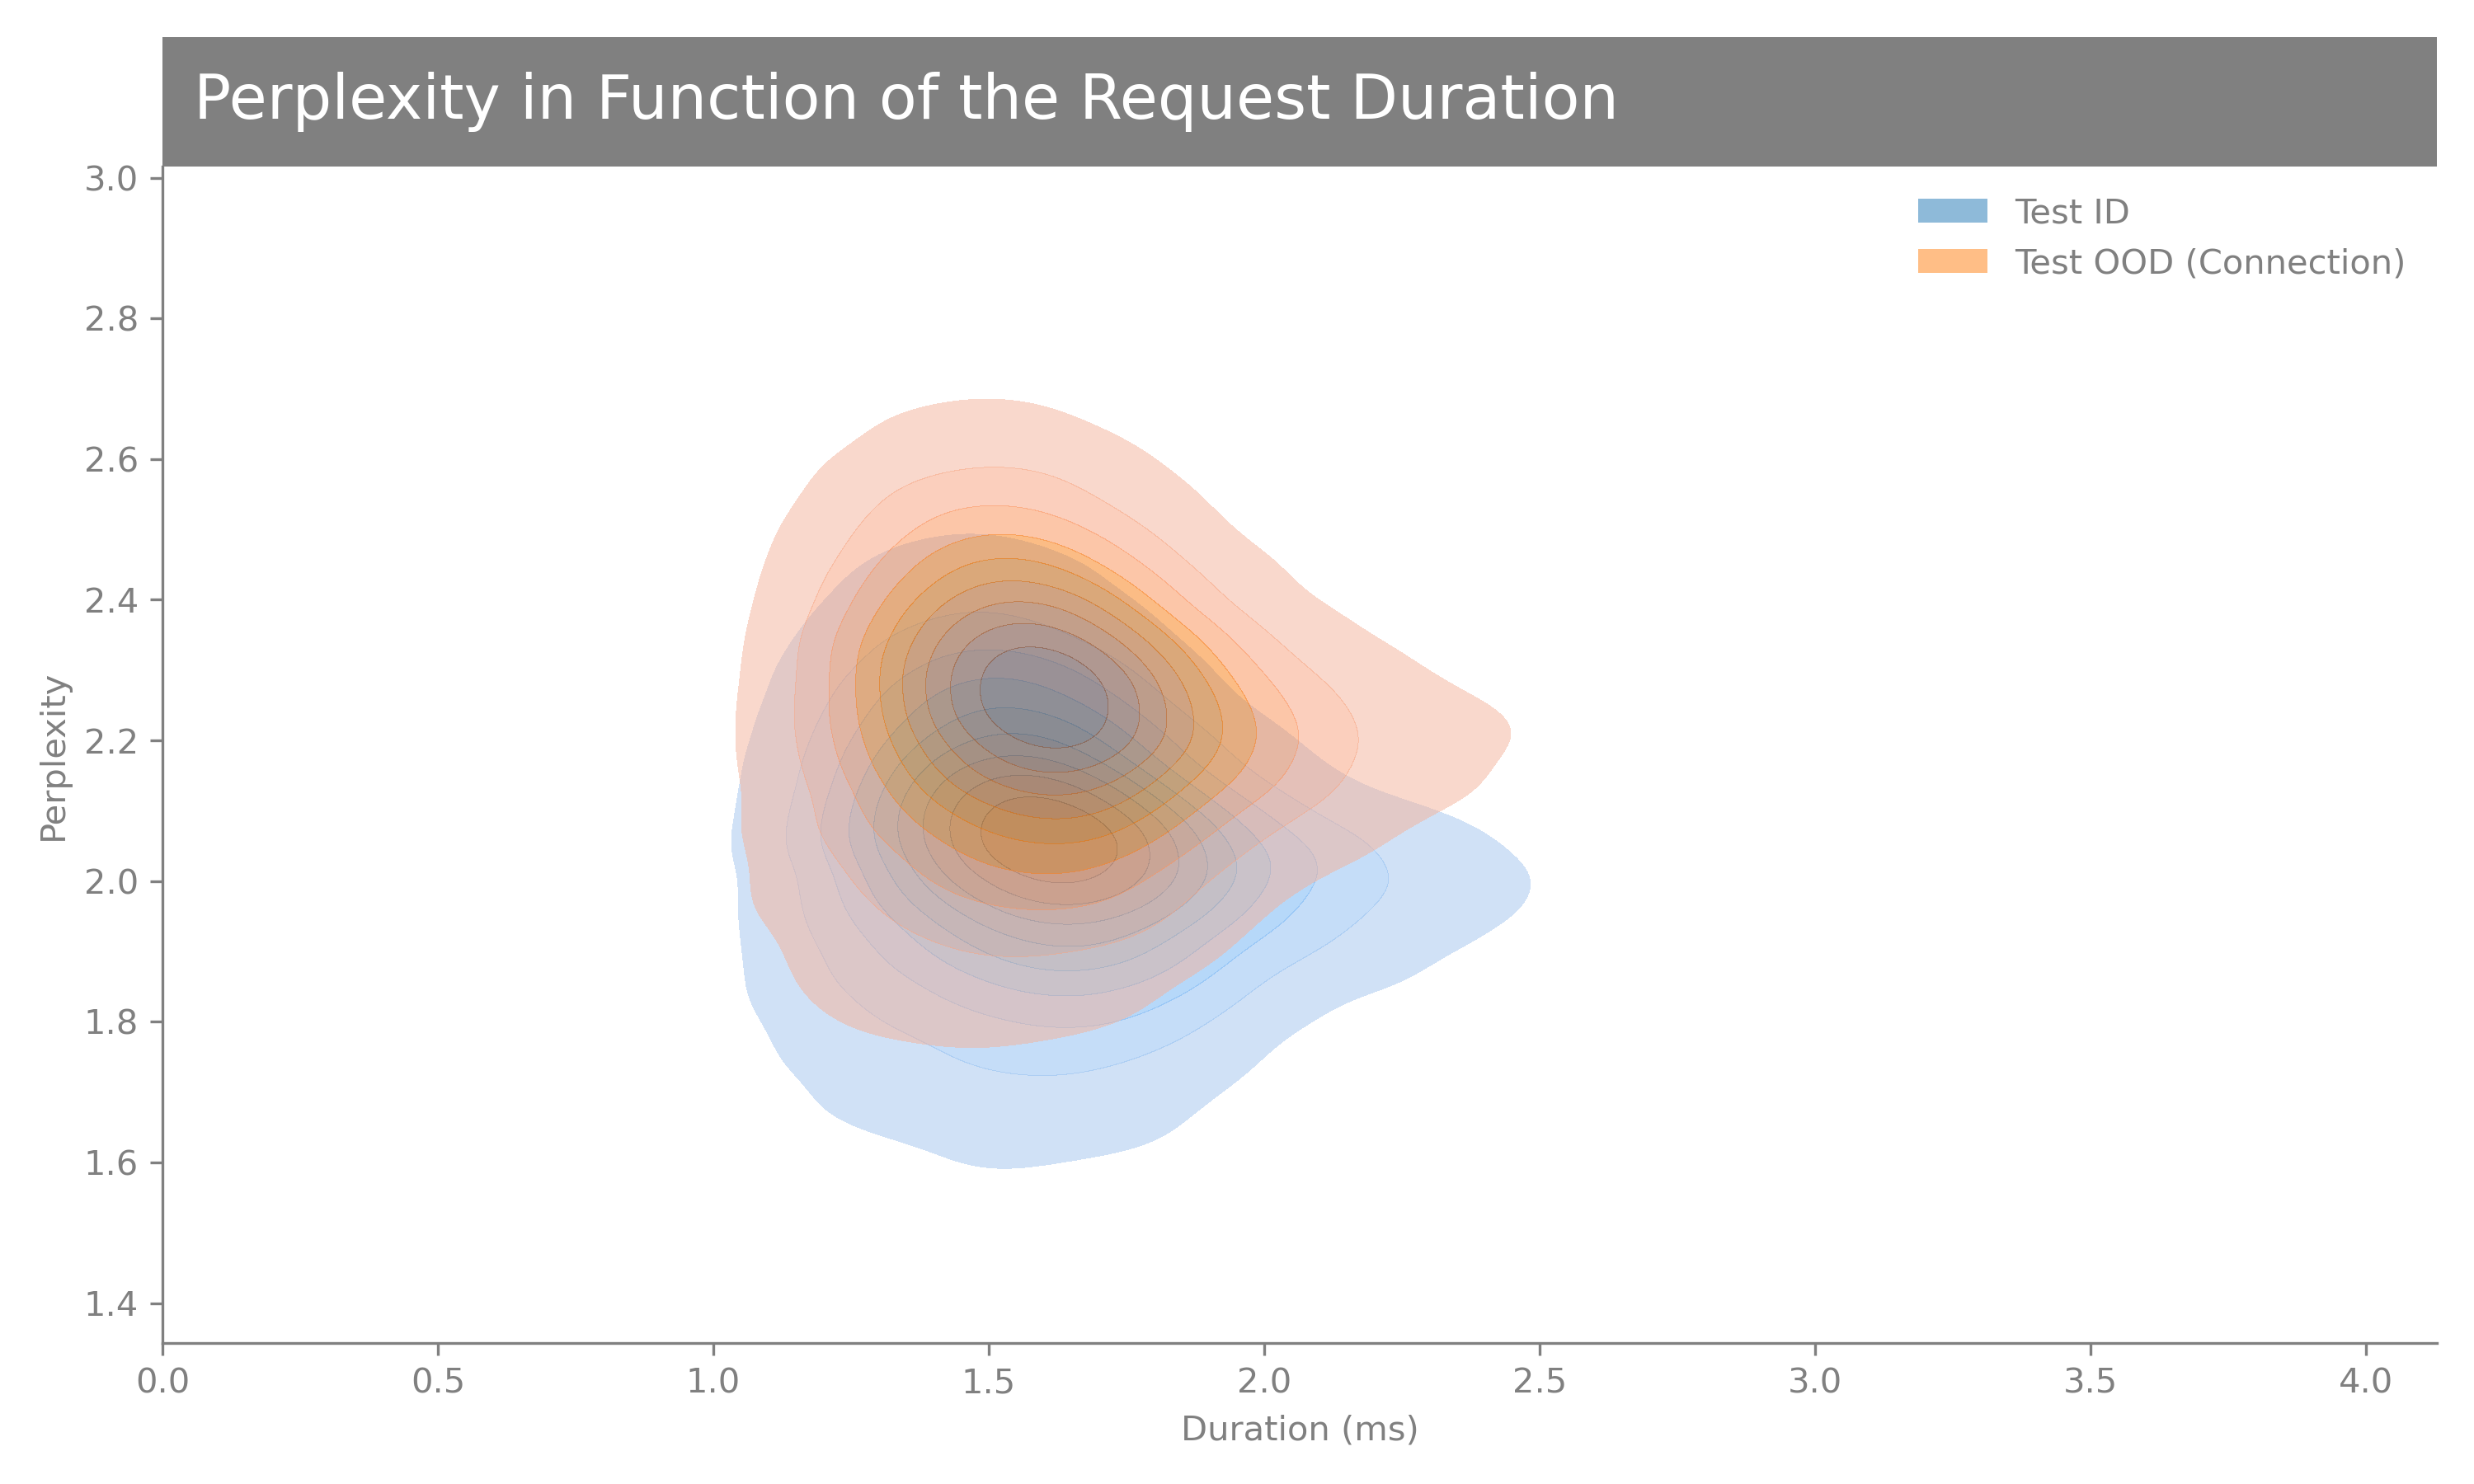 Perplexity in Function of the Request Duration
Test ID
Test OOD (Connection)
3.0
2.8
2.6
2.4
2.2
2.0
1.8
1.6
1.4
Perplexity
0.0 0.5 1.0 1.5 2.0 2.5 3.0 3.5 4.0
Duration (ms)